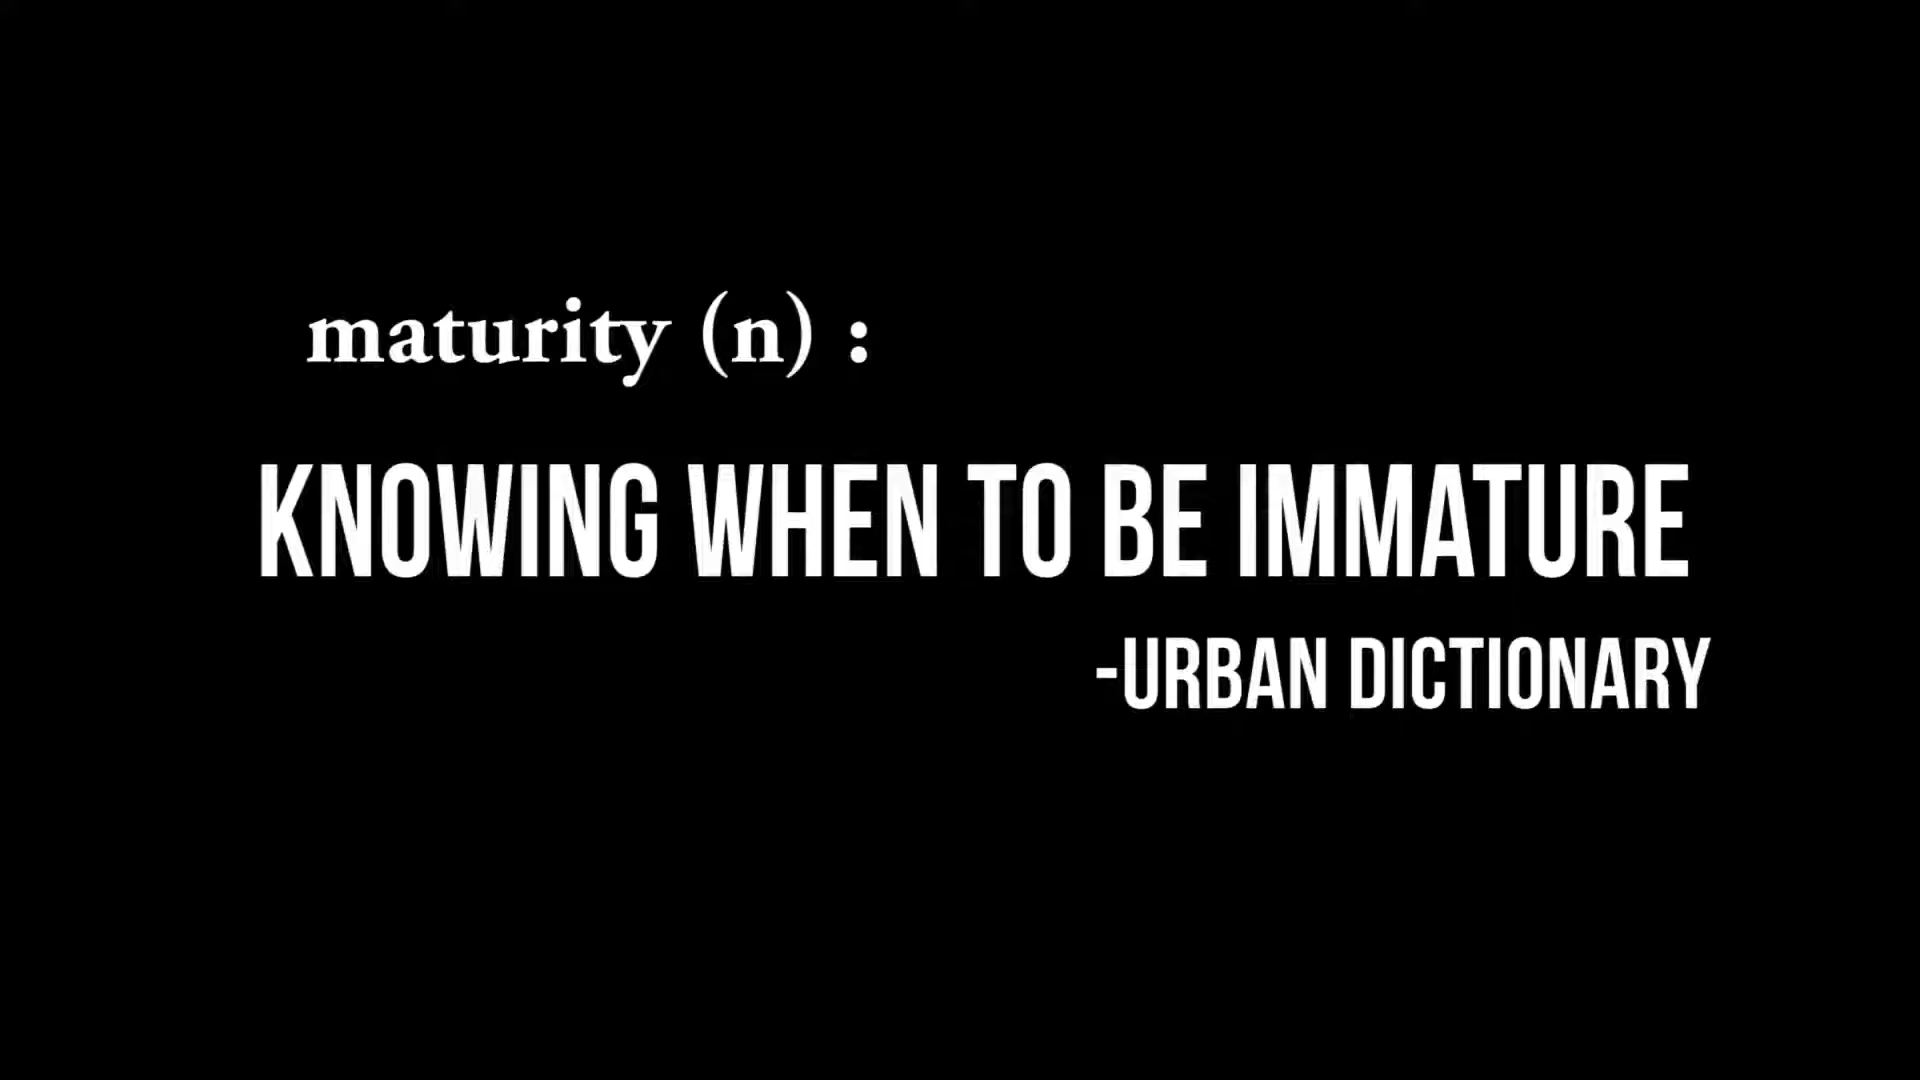 maturity (n) :
KNOWING WHEN TO BE IMMATURE
-URBAN DICTIONARY